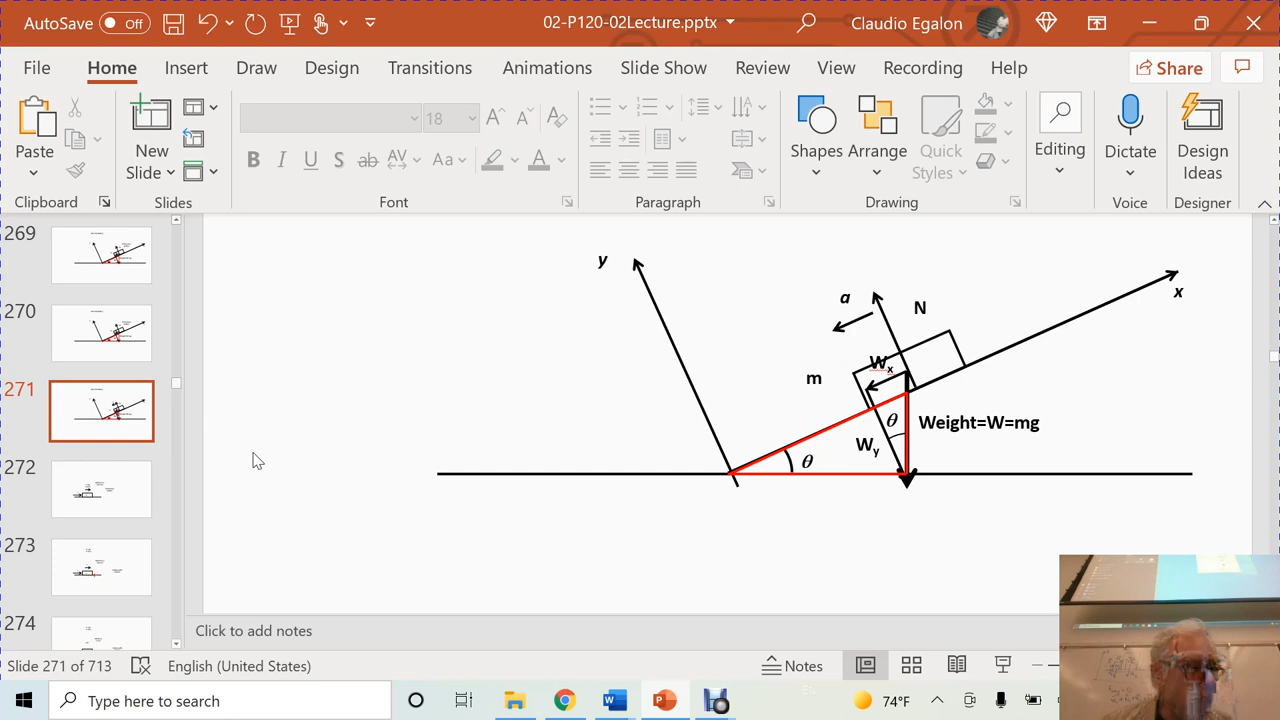 AutoSave Off 02-P120-02Lecture.pptx Claudio Egalon
File Home Insert Draw Design Transitions Animations Slide Show Review View Recording Help Share
Paste New Slide 18 Shapes Arrange Quick Styles Editing Dictate Design Ideas
B I U S ab AV Aa A
Clipboard Slides Font Paragraph Drawing Voice Designer
269
270
271
272
273
274
y
x
a
N
Wx
m
θ
Weight=W=mg
Wy
θ
Click to add notes
Slide 271 of 713 English (United States) Notes
Type here to search 74°F